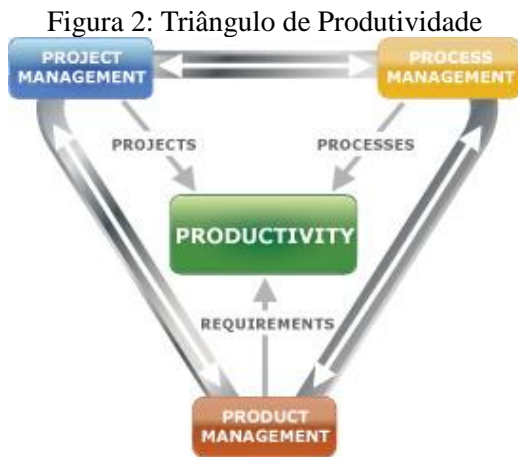 Figura 2: Triângulo de Produtividade
PROJECT
MANAGEMENT
PROCESS
MANAGEMENT
PROJECTS
PROCESSES
PRODUCTIVITY
REQUIREMENTS
PRODUCT
MANAGEMENT